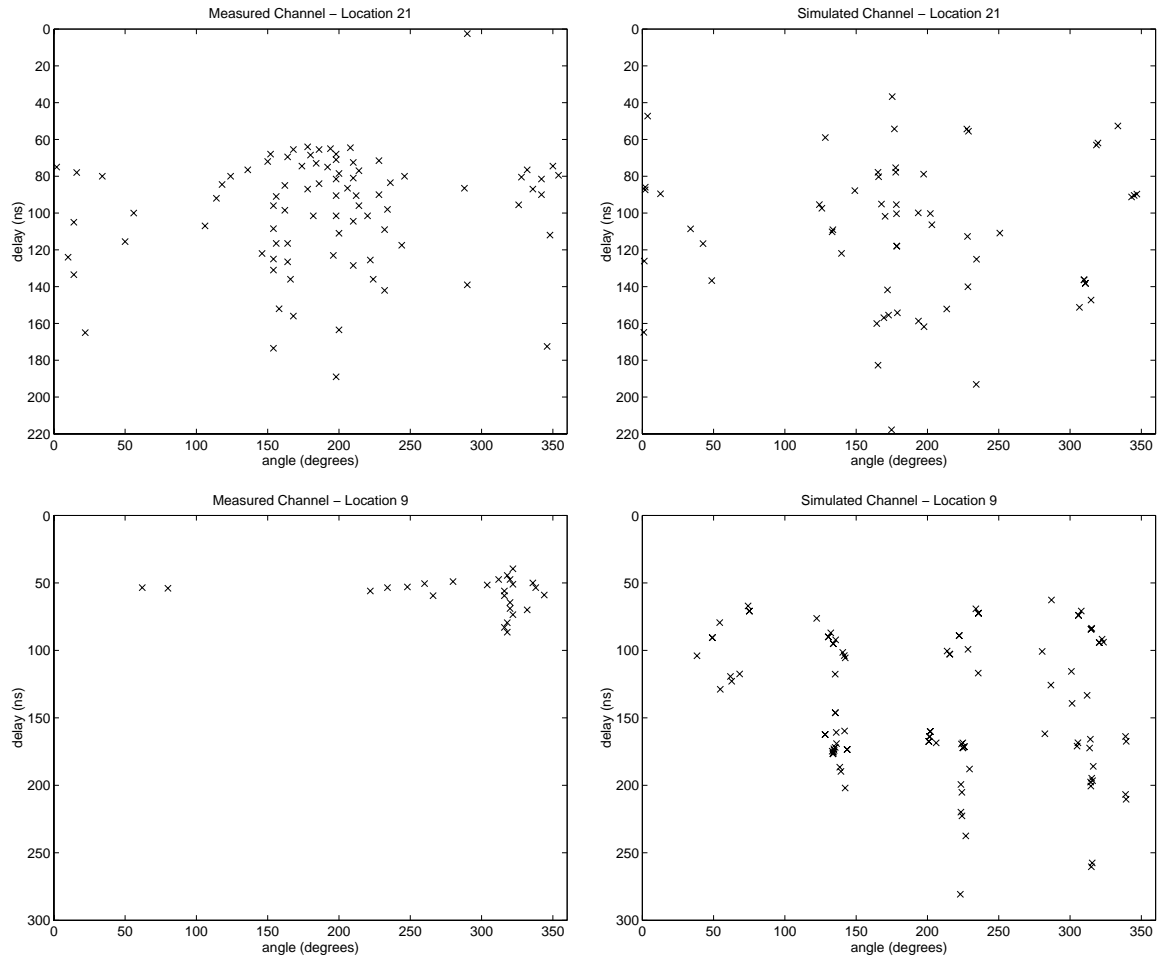 Measured Channel – Location 21
0
20
40
60
80
100
120
140
160
180
200
220
0 50 100 150 200 250 300 350
delay (ns)
angle (degrees)
Simulated Channel – Location 21
0
20
40
60
80
100
120
140
160
180
200
220
0 50 100 150 200 250 300 350
delay (ns)
angle (degrees)
Measured Channel – Location 9
0
50
100
150
200
250
300
0 50 100 150 200 250 300 350
delay (ns)
angle (degrees)
Simulated Channel – Location 9
0
50
100
150
200
250
300
0 50 100 150 200 250 300 350
delay (ns)
angle (degrees)